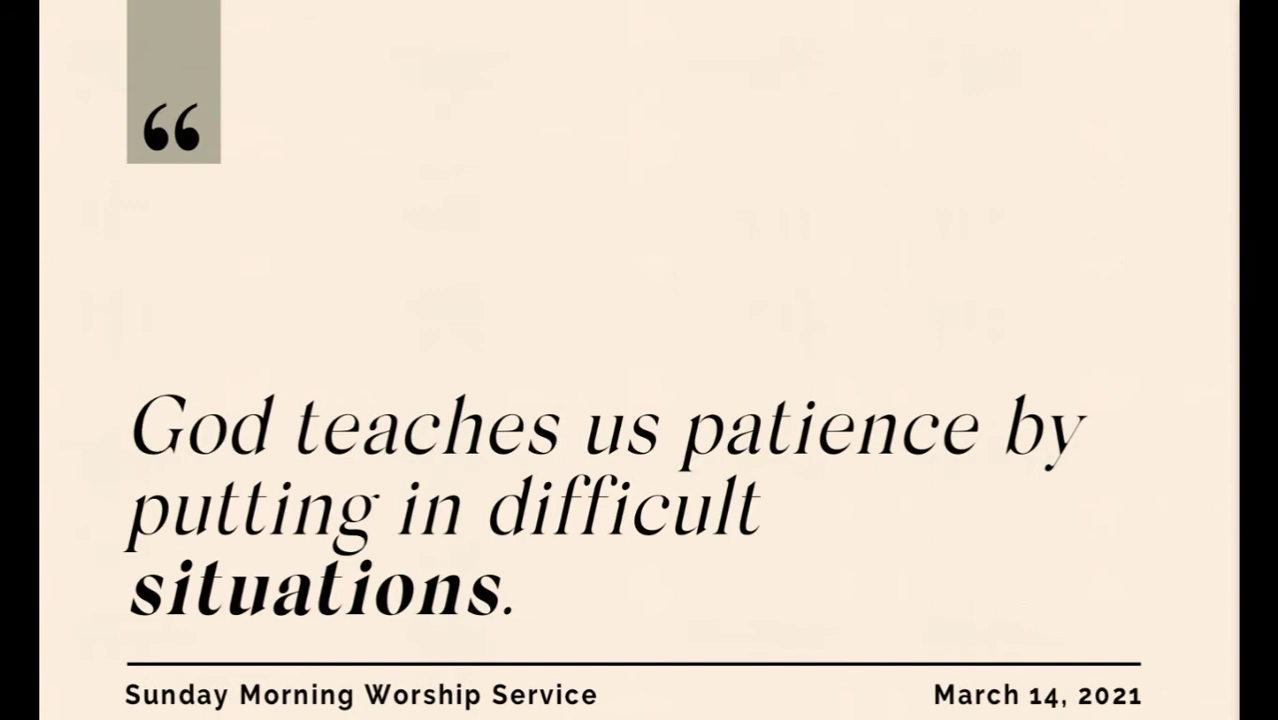 “
God teaches us patience by
putting in difficult
situations.
Sunday Morning Worship Service
March 14, 2021